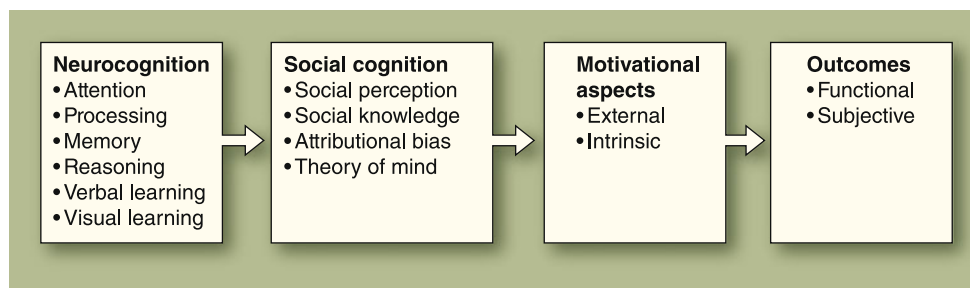 Neurocognition
• Attention
• Processing
• Memory
• Reasoning
• Verbal learning
• Visual learning
Social cognition
• Social perception
• Social knowledge
• Attributional bias
• Theory of mind
Motivational
aspects
• External
• Intrinsic
Outcomes
• Functional
• Subjective